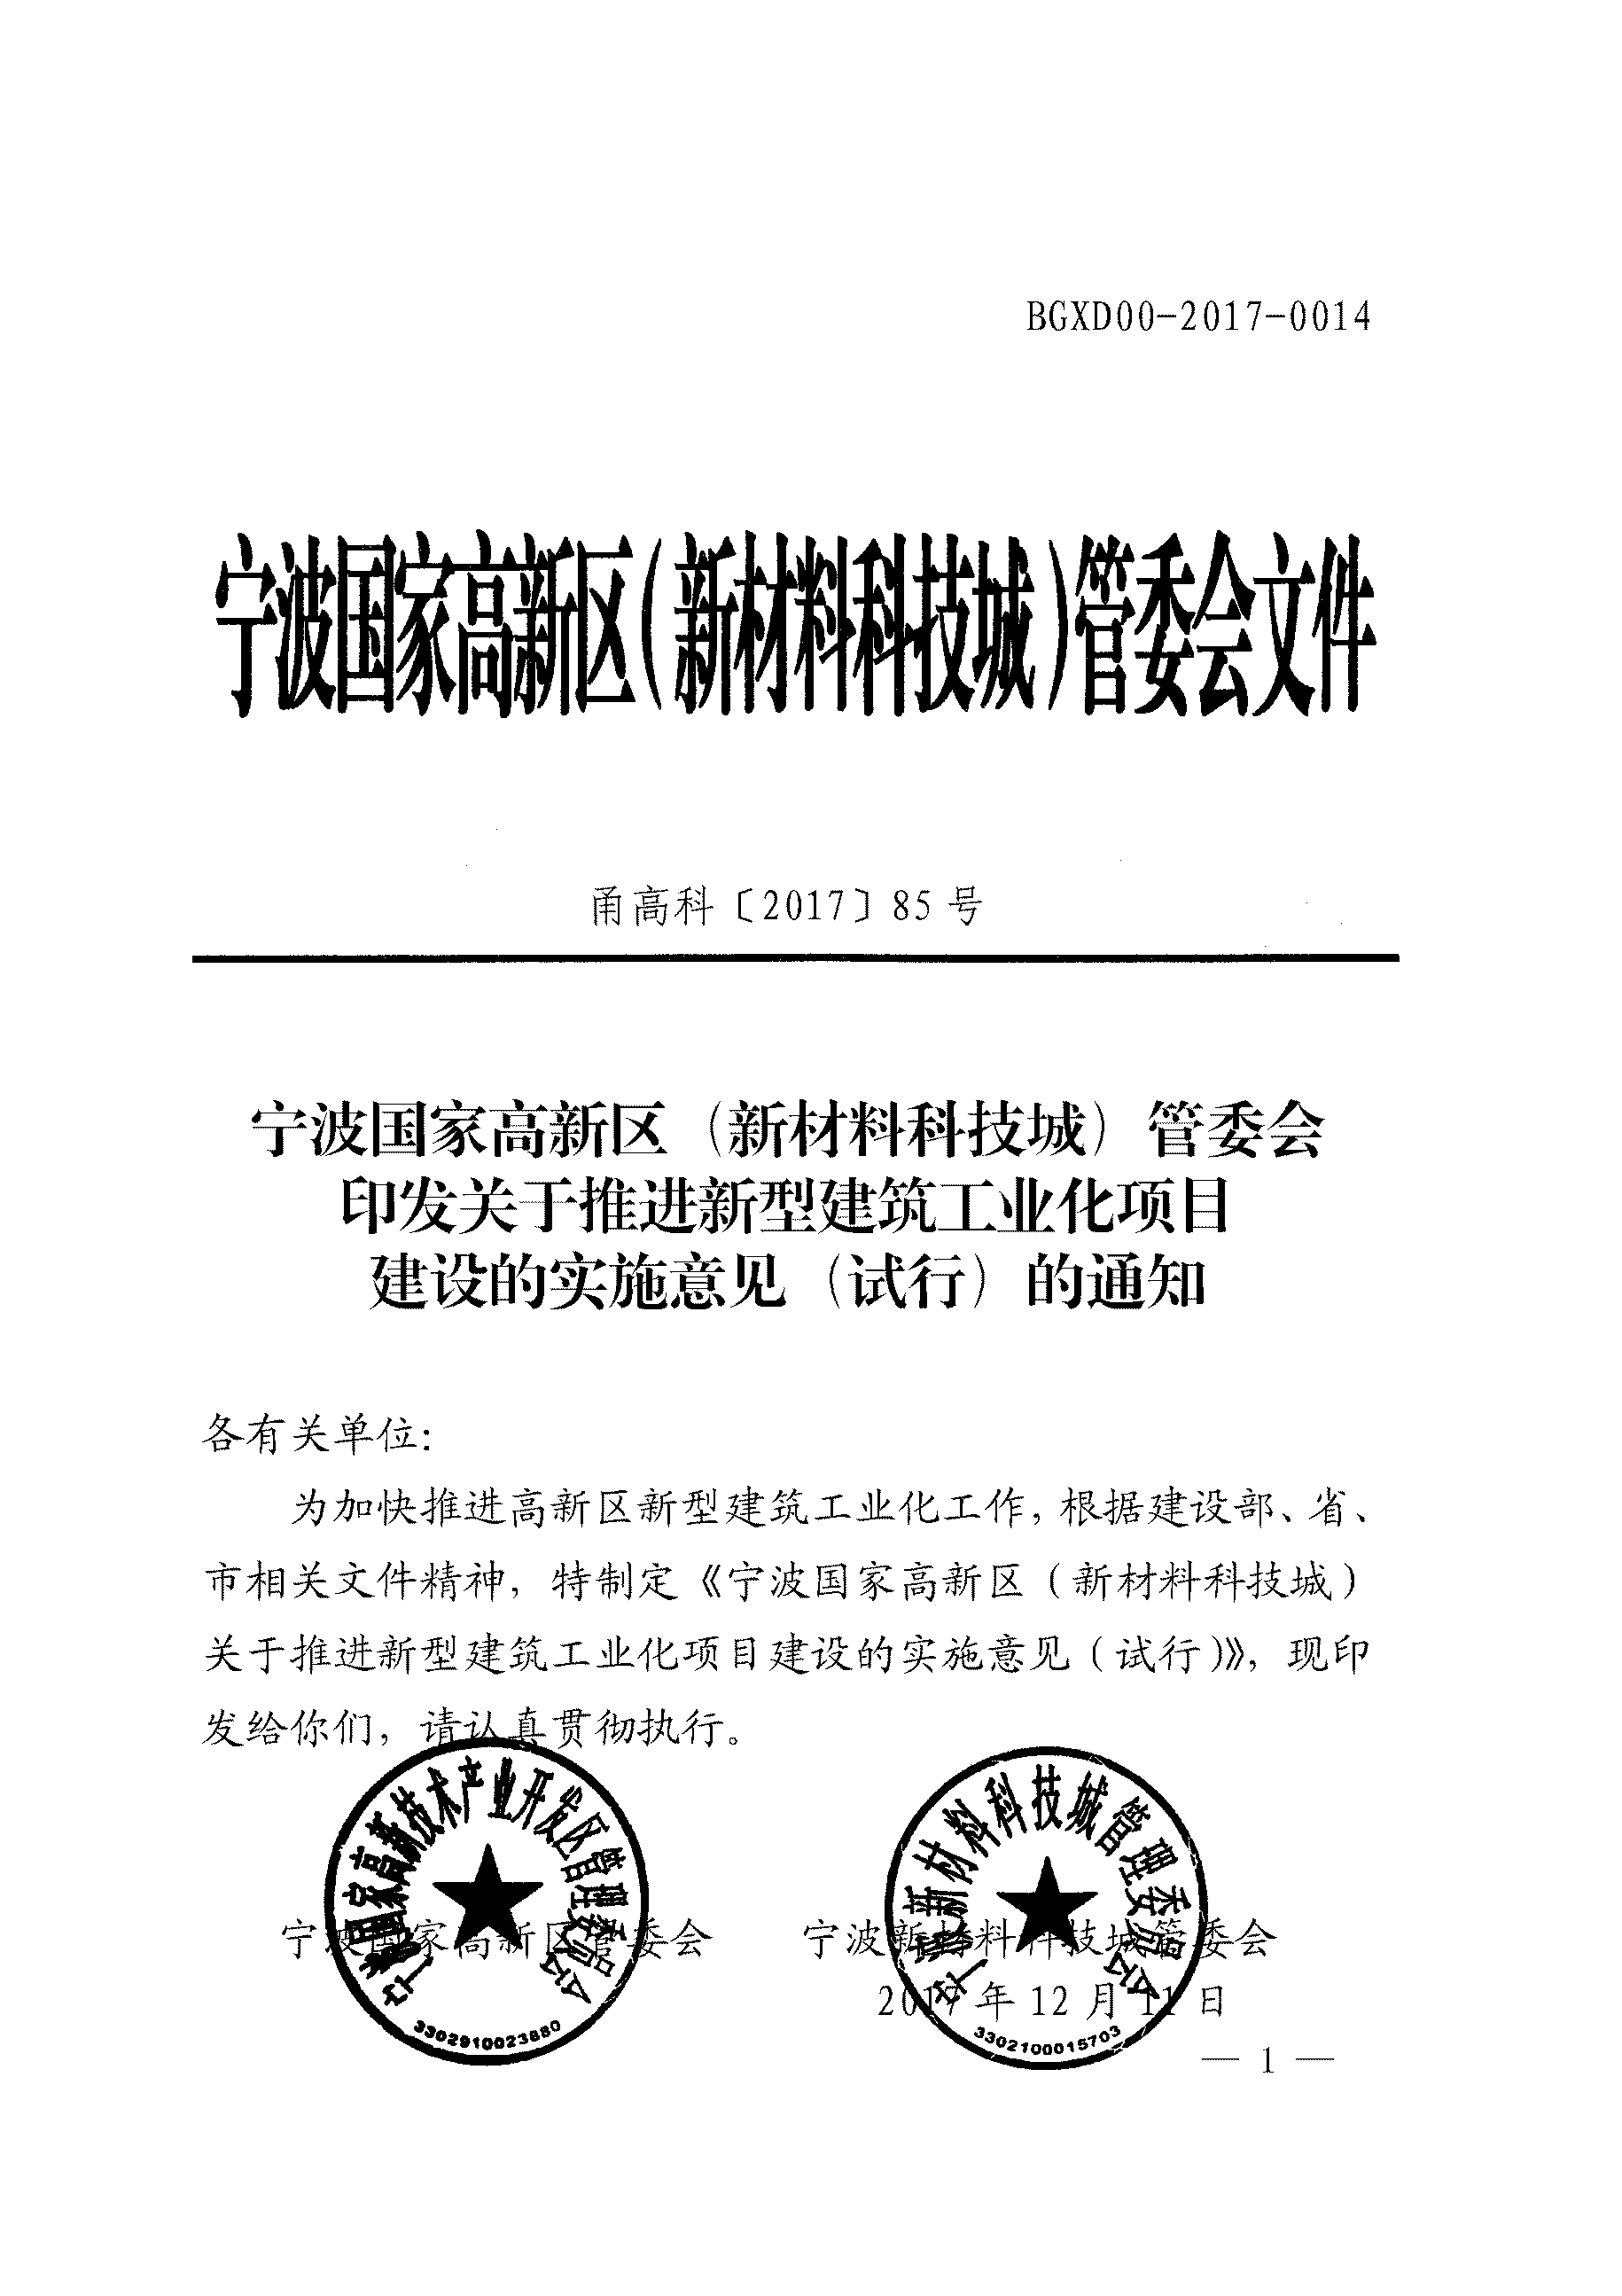 BGXD00-2017-0014
宁波国家高新区(新材料科技城)管委会文件
甬高科〔2017〕85 号
宁波国家高新区（新材料科技城）管委会
印发关于推进新型建筑工业化项目
建设的实施意见（试行）的通知
各有关单位:
为加快推进高新区新型建筑工业化工作，根据建设部、省、
市相关文件精神，特制定《宁波国家高新区（新材料科技城）
关于推进新型建筑工业化项目建设的实施意见（试行）》，现印
发给你们，请认真贯彻执行。
宁波国家高新技术产业开发区管理委员会
3302910023880
宁波新材料科技城管理委员会
3302100015703
宁波国家高新区管委会 宁波新材料科技城管委会
2017 年 12 月 11 日
— 1 —